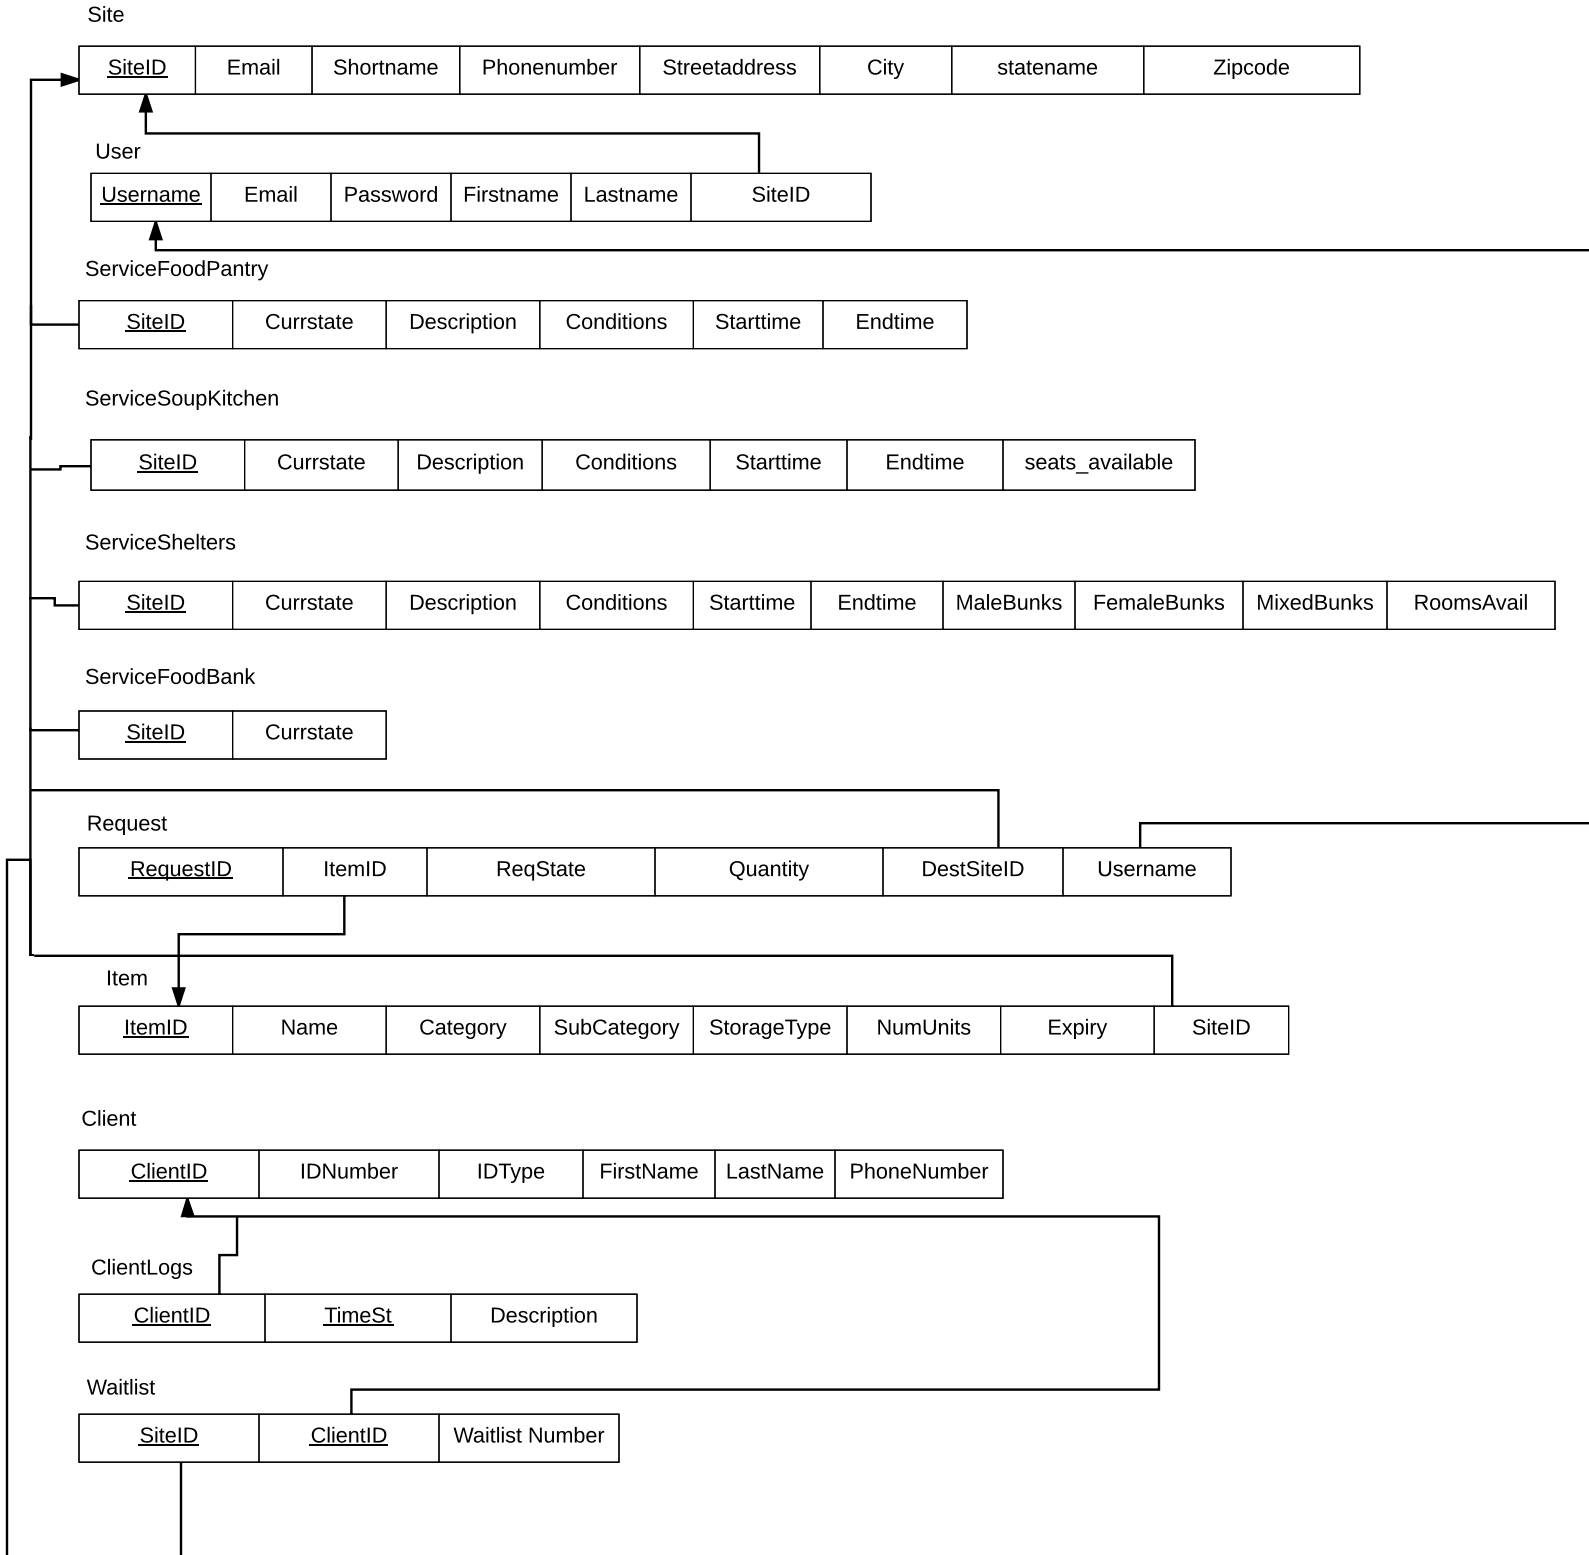 Site
SiteID Email Shortname Phonenumber Streetaddress City statename Zipcode
User
Username Email Password Firstname Lastname SiteID
ServiceFoodPantry
SiteID Currstate Description Conditions Starttime Endtime
ServiceSoupKitchen
SiteID Currstate Description Conditions Starttime Endtime seats_available
ServiceShelters
SiteID Currstate Description Conditions Starttime Endtime MaleBunks FemaleBunks MixedBunks RoomsAvail
ServiceFoodBank
SiteID Currstate
Request
RequestID ItemID ReqState Quantity DestSiteID Username
Item
ItemID Name Category SubCategory StorageType NumUnits Expiry SiteID
Client
ClientID IDNumber IDType FirstName LastName PhoneNumber
ClientLogs
ClientID TimeSt Description
Waitlist
SiteID ClientID Waitlist Number